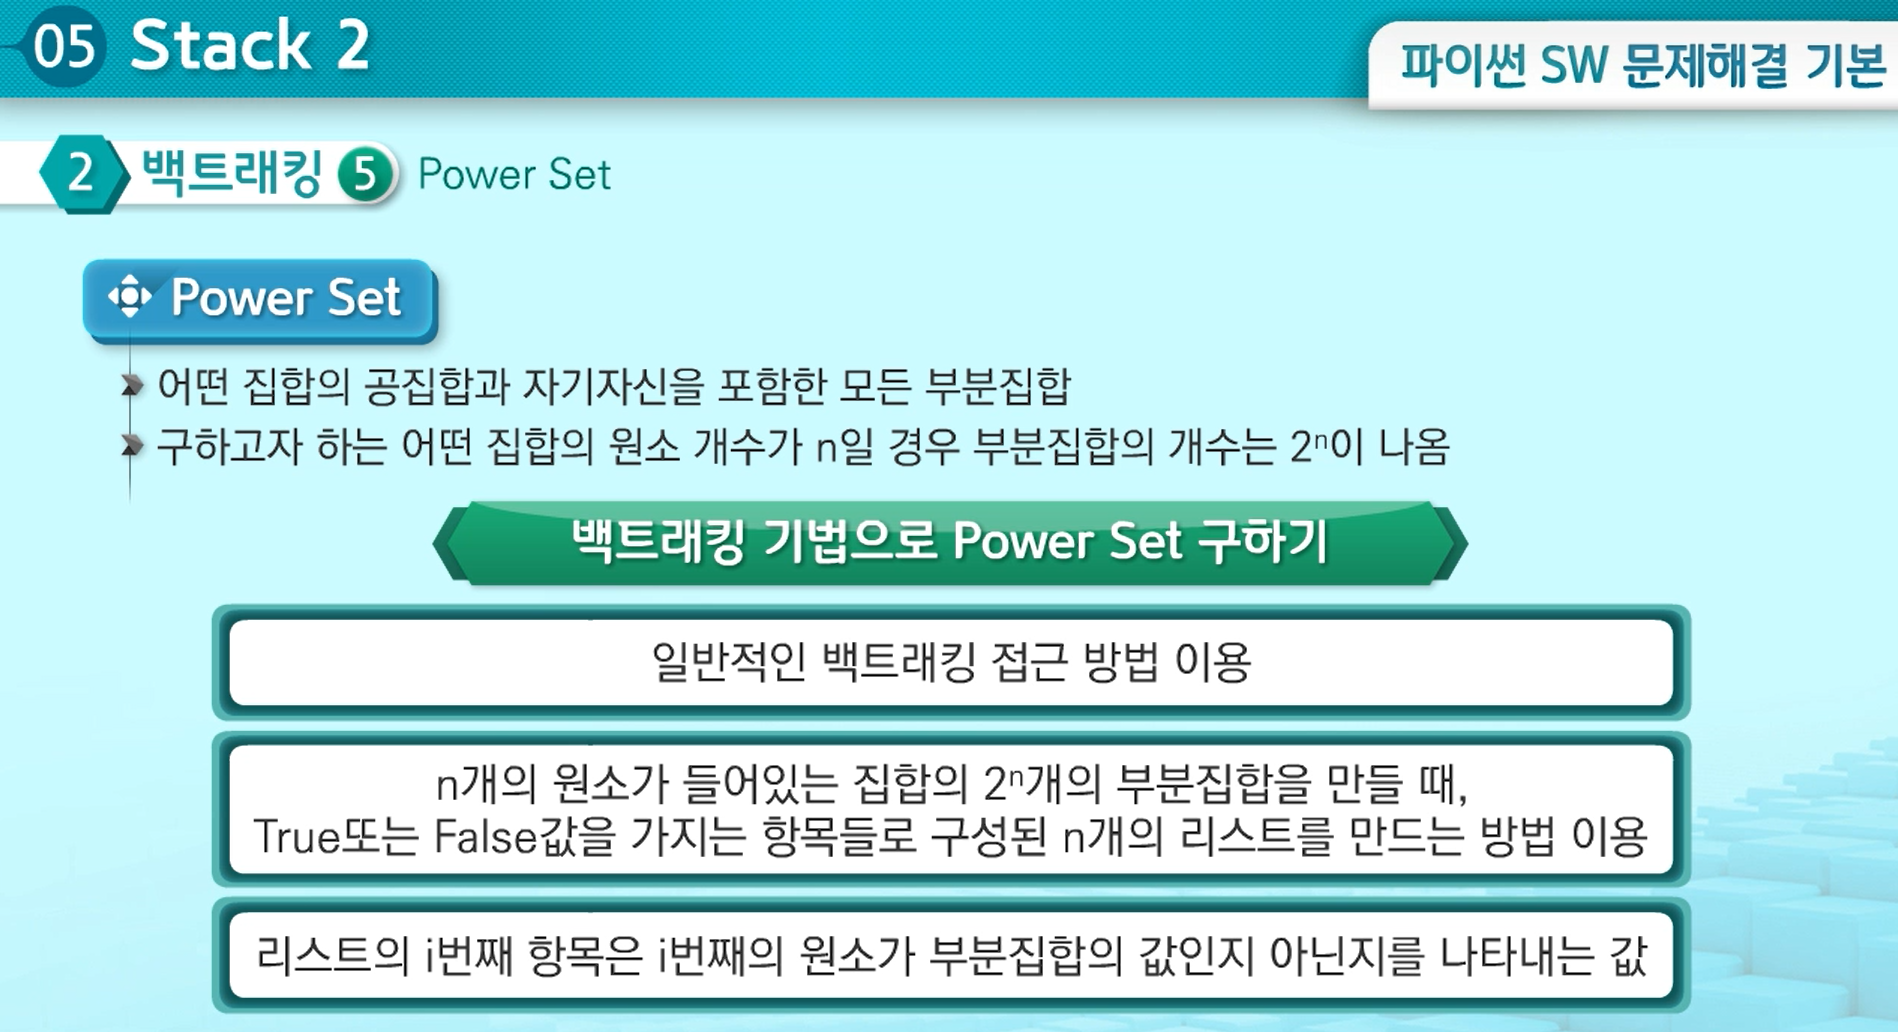 05 Stack 2
파이썬 SW 문제해결 기본
2 백트래킹 5 Power Set
Power Set
어떤 집합의 공집합과 자기자신을 포함한 모든 부분집합
구하고자 하는 어떤 집합의 원소 개수가 n일 경우 부분집합의 개수는 2ⁿ이 나옴
백트래킹 기법으로 Power Set 구하기
일반적인 백트래킹 접근 방법 이용
n개의 원소가 들어있는 집합의 2ⁿ개의 부분집합을 만들 때,
True또는 False값을 가지는 항목들로 구성된 n개의 리스트를 만드는 방법 이용
리스트의 i번째 항목은 i번째의 원소가 부분집합의 값인지 아닌지를 나타내는 값